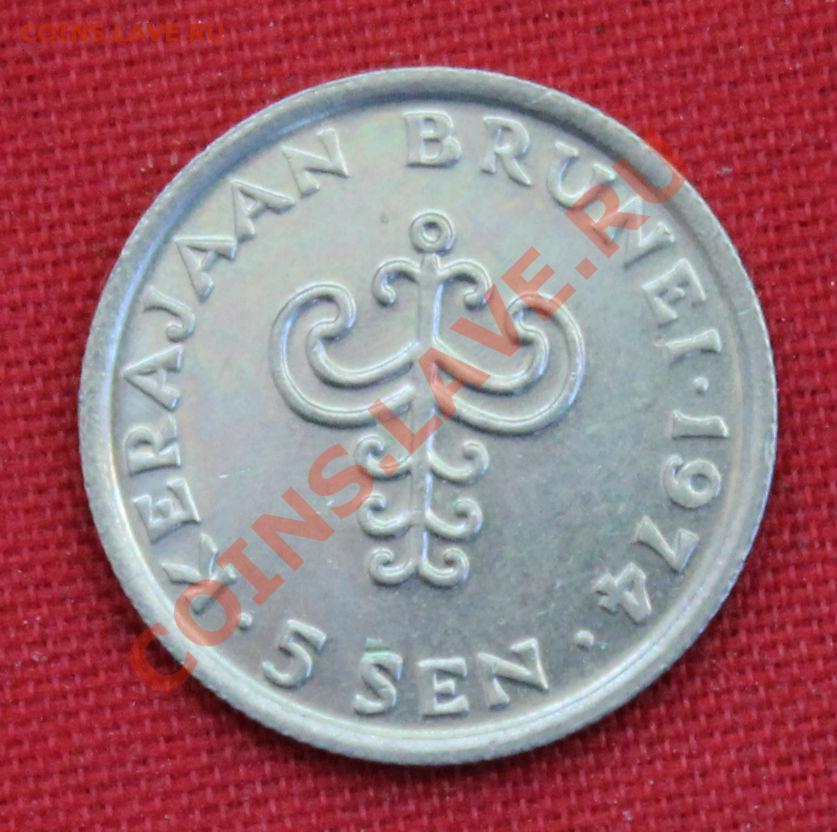 COINS.LAVE.RU
KERAJAAN BRUNEI · 1974 ·
5 SEN ·
COINS.LAVE.RU